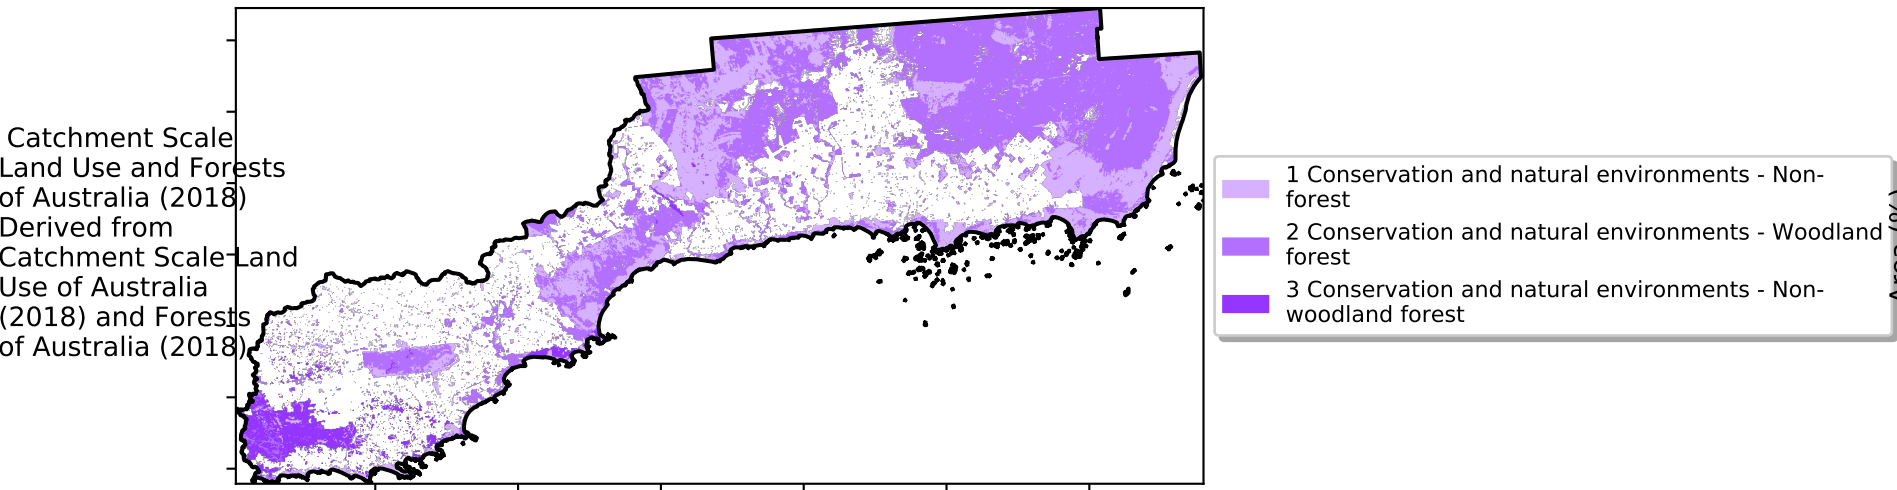 Catchment Scale
Land Use and Forests
of Australia (2018)
Derived from
Catchment Scale Land
Use of Australia
(2018) and Forests
of Australia (2018)
1 Conservation and natural environments - Non-
forest
2 Conservation and natural environments - Woodland
forest
3 Conservation and natural environments - Non-
woodland forest